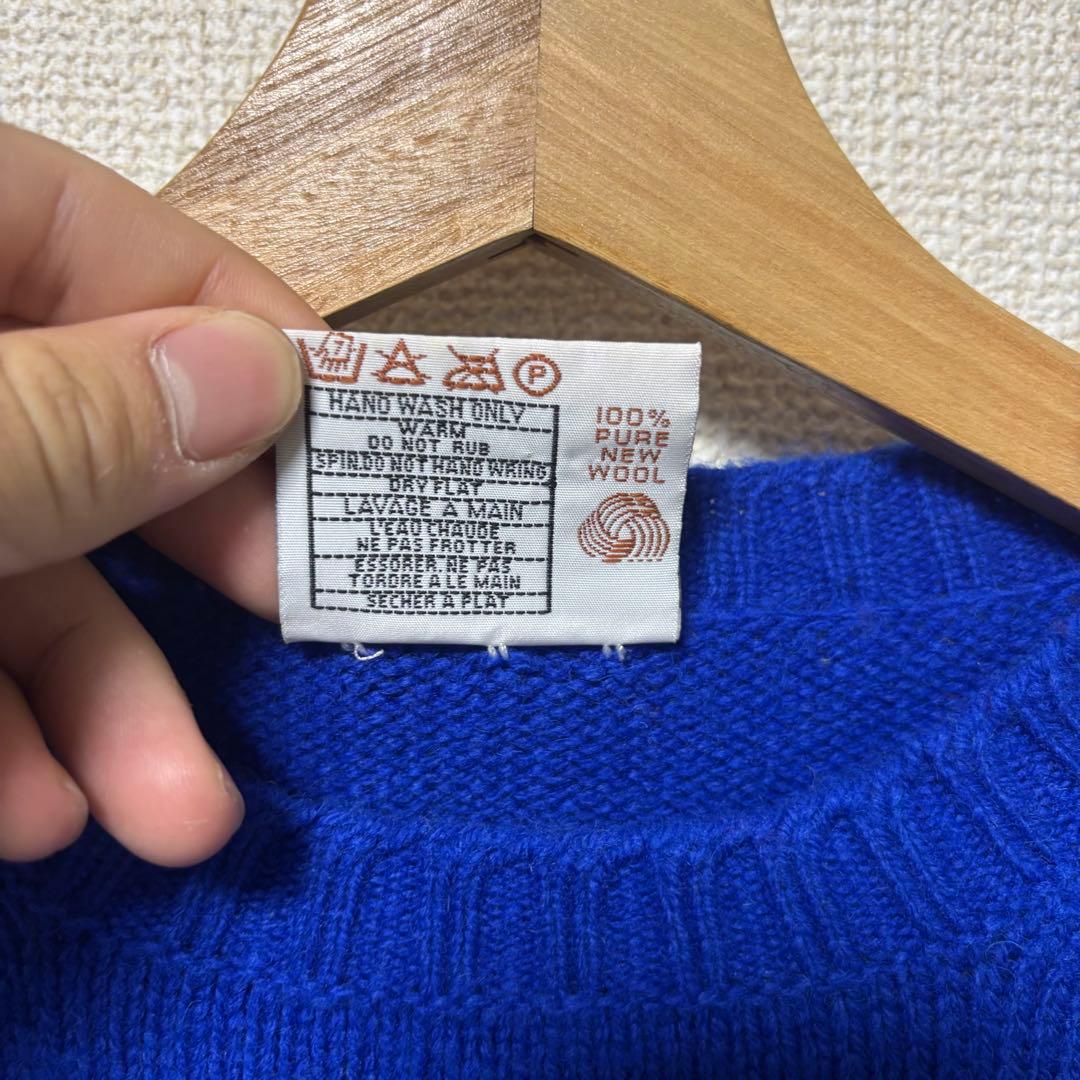 7
P
HAND WASH ONLY
WARM
DO NOT RUB
SPIN.DO NOT HAND WRING
DRY FLAT
LAVAGE A MAIN
L'EAU CHAUDE
NE PAS FROTTER
ESSORER.NE PAS
TORDRE A LE MAIN
SECHER A PLAT
100%
PURE
NEW
WOOL